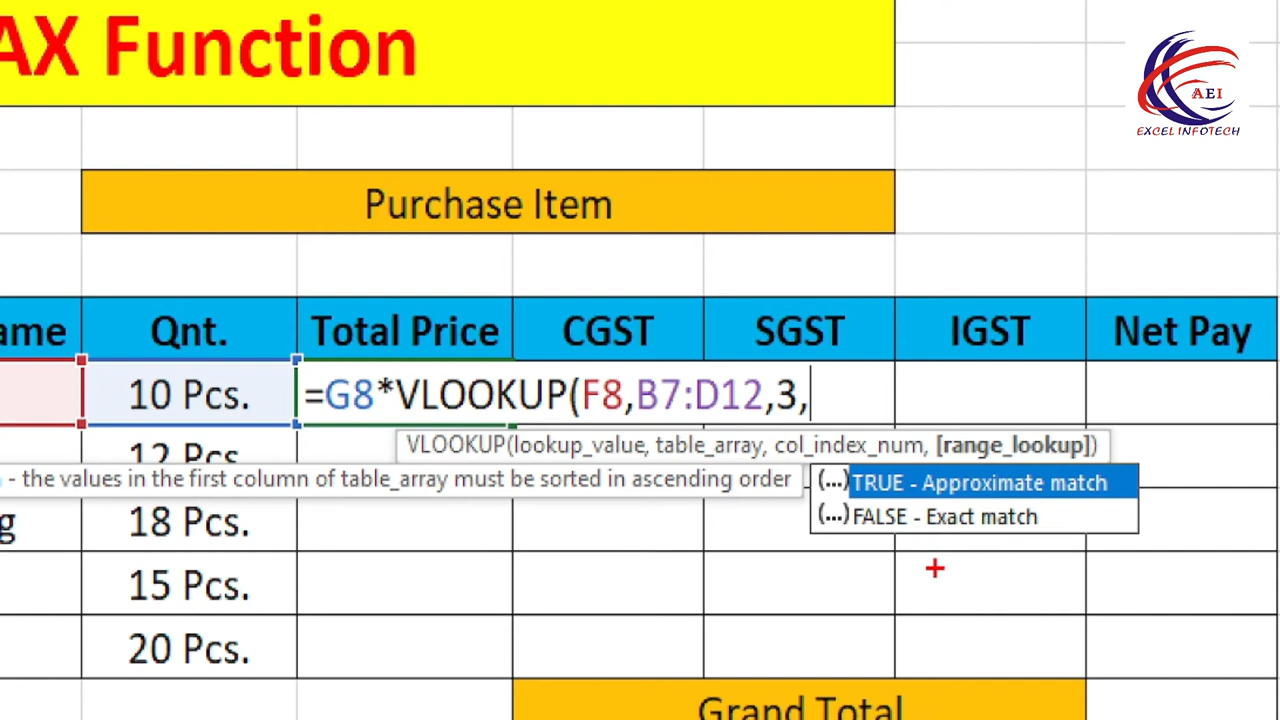 AX Function
AEI
EXCEL INFOTECH
Purchase Item
ame Qnt. Total Price CGST SGST IGST Net Pay
10 Pcs. =G8*VLOOKUP(F8,B7:D12,3,
VLOOKUP(lookup_value, table_array, col_index_num, [range_lookup])
12 Pcs.
- the values in the first column of table_array must be sorted in ascending order
(...) TRUE - Approximate match
(...) FALSE - Exact match
g 18 Pcs.
15 Pcs.
20 Pcs.
Grand Total